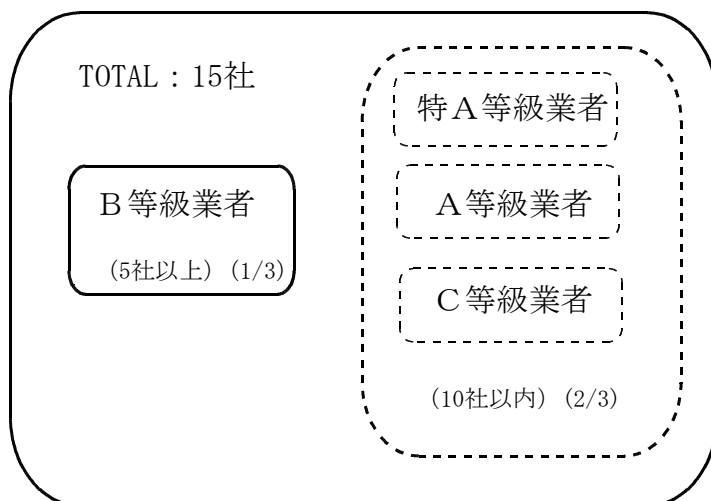 TOTAL：15社
特Ａ等級業者
Ｂ等級業者
(5社以上) (1/3)
Ａ等級業者
Ｃ等級業者
(10社以内) (2/3)